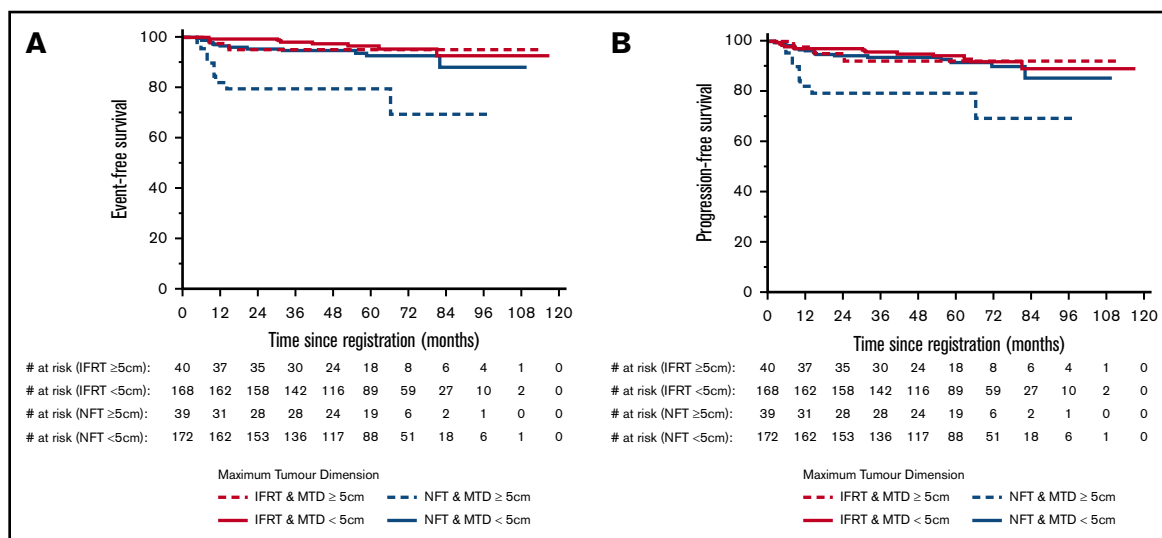 A
Event-free survival
100
80
60
40
20
0
0 12 24 36 48 60 72 84 96 108 120
Time since registration (months)
# at risk (IFRT ≥5cm): 40 37 35 30 24 18 8 6 4 1 0
# at risk (IFRT <5cm): 168 162 158 142 116 89 59 27 10 2 0
# at risk (NFT ≥5cm): 39 31 28 28 24 19 6 2 1 0 0
# at risk (NFT <5cm): 172 162 153 136 117 88 51 18 6 1 0
Maximum Tumour Dimension
IFRT & MTD ≥ 5cm NFT & MTD ≥ 5cm
IFRT & MTD < 5cm NFT & MTD < 5cm
B
Progression-free survival
100
80
60
40
20
0
0 12 24 36 48 60 72 84 96 108 120
Time since registration (months)
# at risk (IFRT ≥5cm): 40 37 35 30 24 18 8 6 4 1 0
# at risk (IFRT <5cm): 168 162 158 142 116 89 59 27 10 2 0
# at risk (NFT ≥5cm): 39 31 28 28 24 19 6 2 1 0 0
# at risk (NFT <5cm): 172 162 153 136 117 88 51 18 6 1 0
Maximum Tumour Dimension
IFRT & MTD ≥ 5cm NFT & MTD ≥ 5cm
IFRT & MTD < 5cm NFT & MTD < 5cm